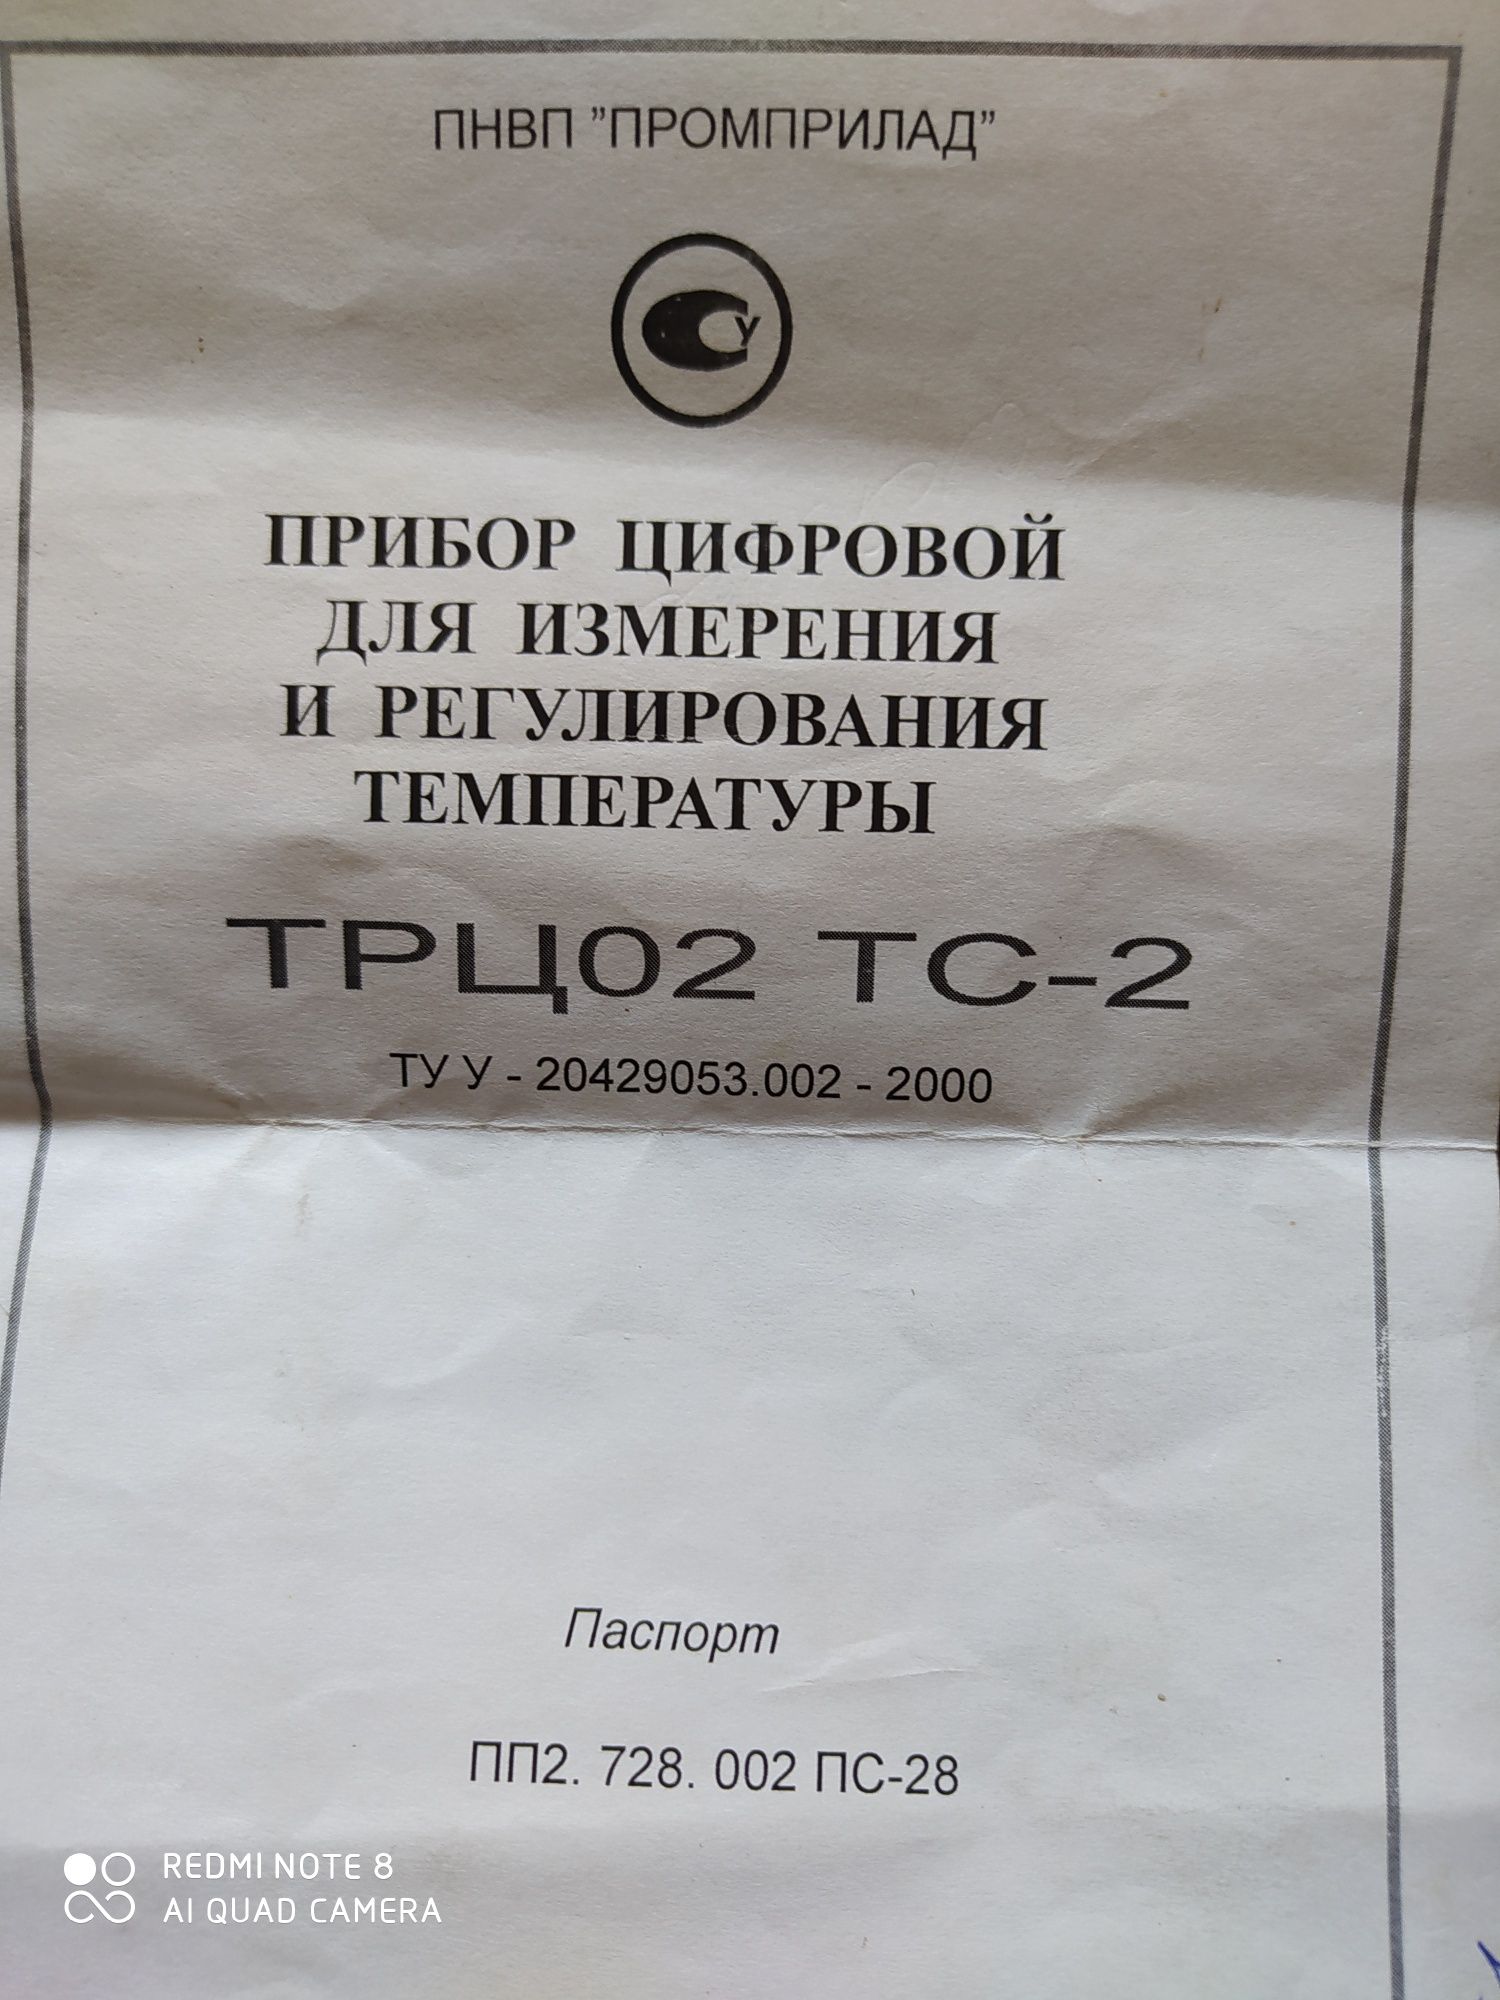 ПНВП ”ПРОМПРИЛАД”
СУ
ПРИБОР ЦИФРОВОЙ
ДЛЯ ИЗМЕРЕНИЯ
И РЕГУЛИРОВАНИЯ
ТЕМПЕРАТУРЫ
ТРЦ02 ТС-2
ТУ У - 20429053.002 - 2000
Паспорт
ПП2. 728. 002 ПС-28
REDMI NOTE 8
AI QUAD CAMERA